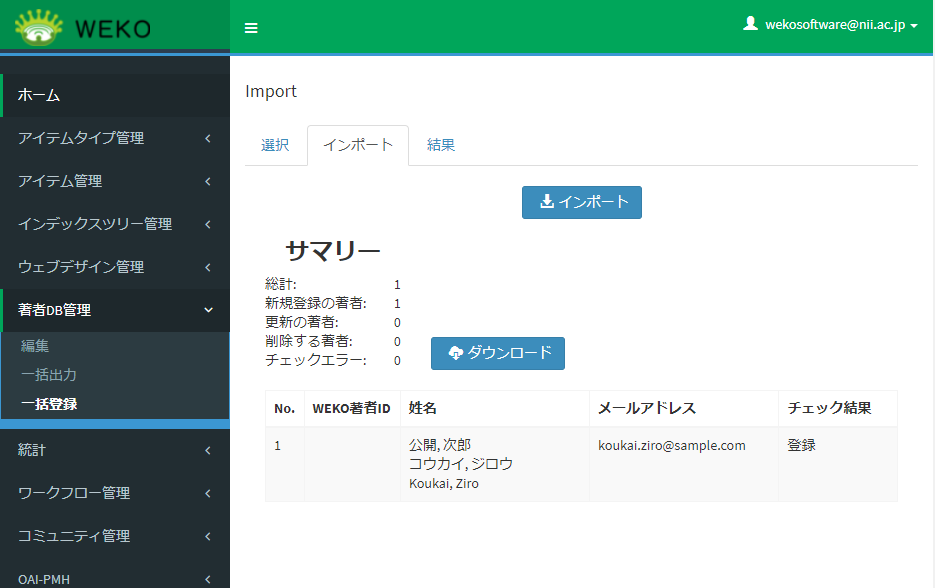 WEKO
wekosoftware@nii.ac.jp
ホーム
アイテムタイプ管理
アイテム管理
インデックスツリー管理
ウェブデザイン管理
著者DB管理
編集
一括出力
一括登録
統計
ワークフロー管理
コミュニティ管理
OAI-PMH
Import
選択 インポート 結果
インポート
サマリー
総計: 1
新規登録の著者: 1
更新の著者: 0
削除する著者: 0
チェックエラー: 0
ダウンロード
No. WEKO著者ID 姓名 メールアドレス チェック結果
1 公開, 次郎 koukai.ziro@sample.com 登録
コウカイ, ジロウ
Koukai, Ziro